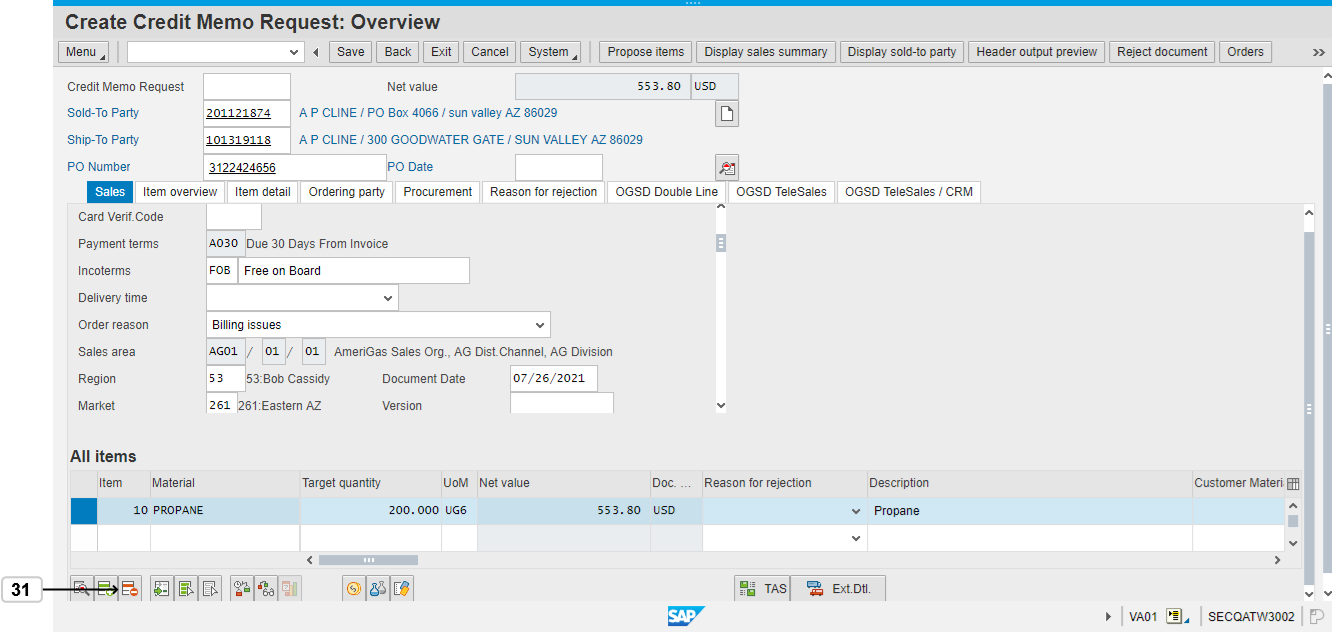 Create Credit Memo Request: Overview
Menu Save Back Exit Cancel System Propose items Display sales summary Display sold-to party Header output preview Reject document Orders
Credit Memo Request Net value 553.80 USD
Sold-To Party 201121874 A P CLINE / PO Box 4066 / sun valley AZ 86029
Ship-To Party 101319118 A P CLINE / 300 GOODWATER GATE / SUN VALLEY AZ 86029
PO Number 3122424656 PO Date
Sales Item overview Item detail Ordering party Procurement Reason for rejection OGSD Double Line OGSD TeleSales OGSD TeleSales / CRM
Card Verif.Code
Payment terms A030 Due 30 Days From Invoice
Incoterms FOB Free on Board
Delivery time
Order reason Billing issues
Sales area AG01 / 01 / 01 AmeriGas Sales Org., AG Dist.Channel, AG Division
Region 53 53:Bob Cassidy Document Date 07/26/2021
Market 261 261:Eastern AZ Version
All items
Item Material Target quantity UoM Net value Doc. ... Reason for rejection Description Customer Materi
10 PROPANE 200.000 UG6 553.80 USD Propane
31 TAS Ext.Dtl.
SAP VA01 SECQATW3002